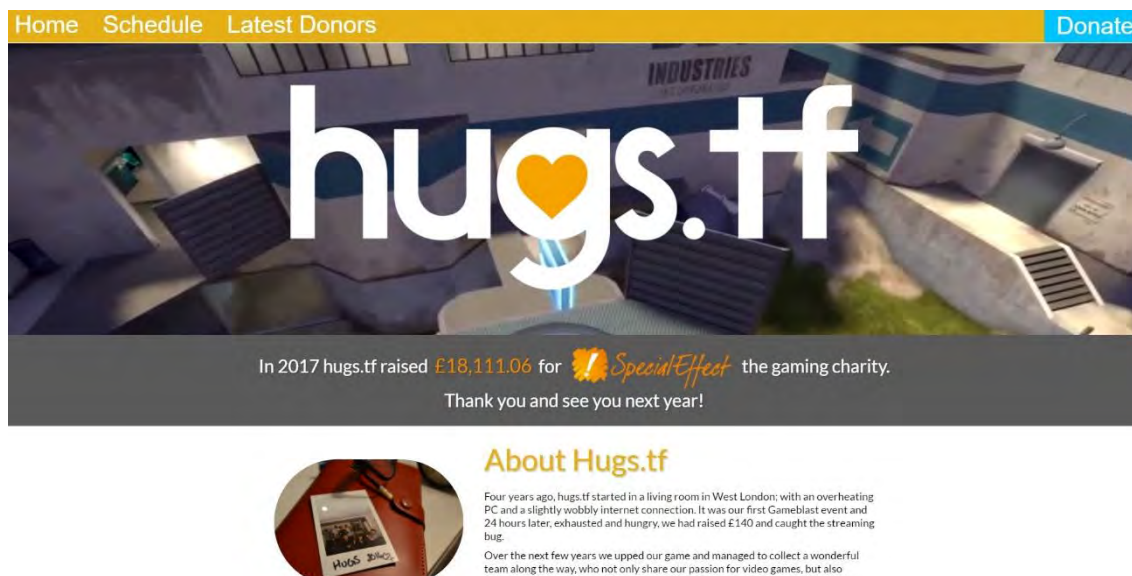 Home Schedule Latest Donors Donate
INDUSTRIES
hugs.tf
In 2017 hugs.tf raised £18,111.06 for ! SpecialEffect the gaming charity.
Thank you and see you next year!
About Hugs.tf
Four years ago, hugs.tf started in a living room in West London; with an overheating
PC and a slightly wobbly internet connection. It was our first Gameblast event and
24 hours later, exhausted and hungry, we had raised £140 and caught the streaming
bug.
Over the next few years we upped our game and managed to collect a wonderful
team along the way, who not only share our passion for video games, but also
HUGS